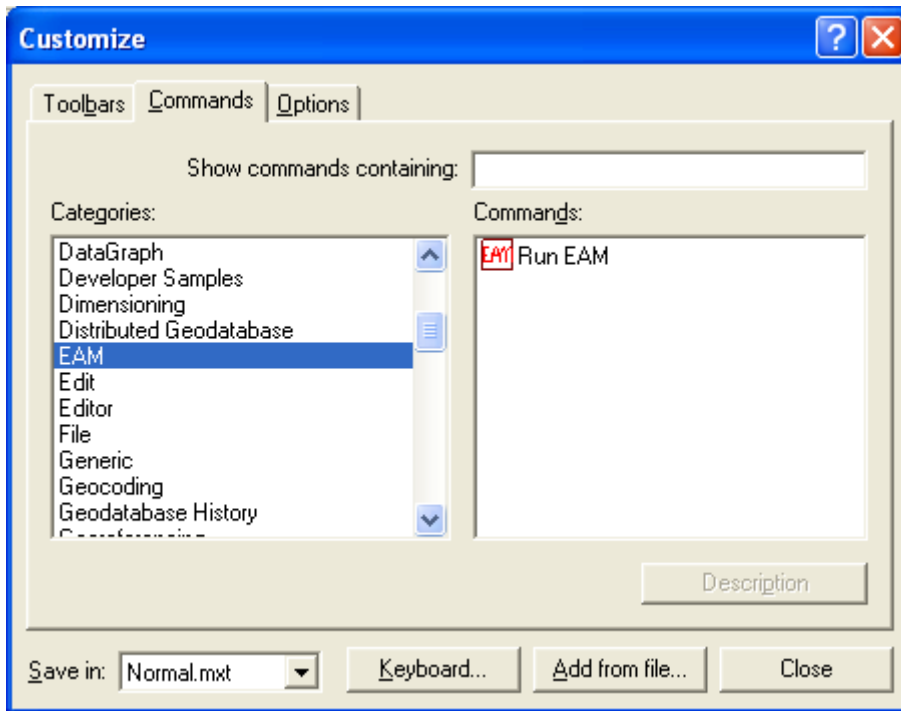 Customize
Toolbars Commands Options
Show commands containing:
Categories:
Commands:
DataGraph
Developer Samples
Dimensioning
Distributed Geodatabase
EAM
Edit
Editor
File
Generic
Geocoding
Geodatabase History
Run EAM
Description
Save in: Normal.mxt Keyboard... Add from file... Close